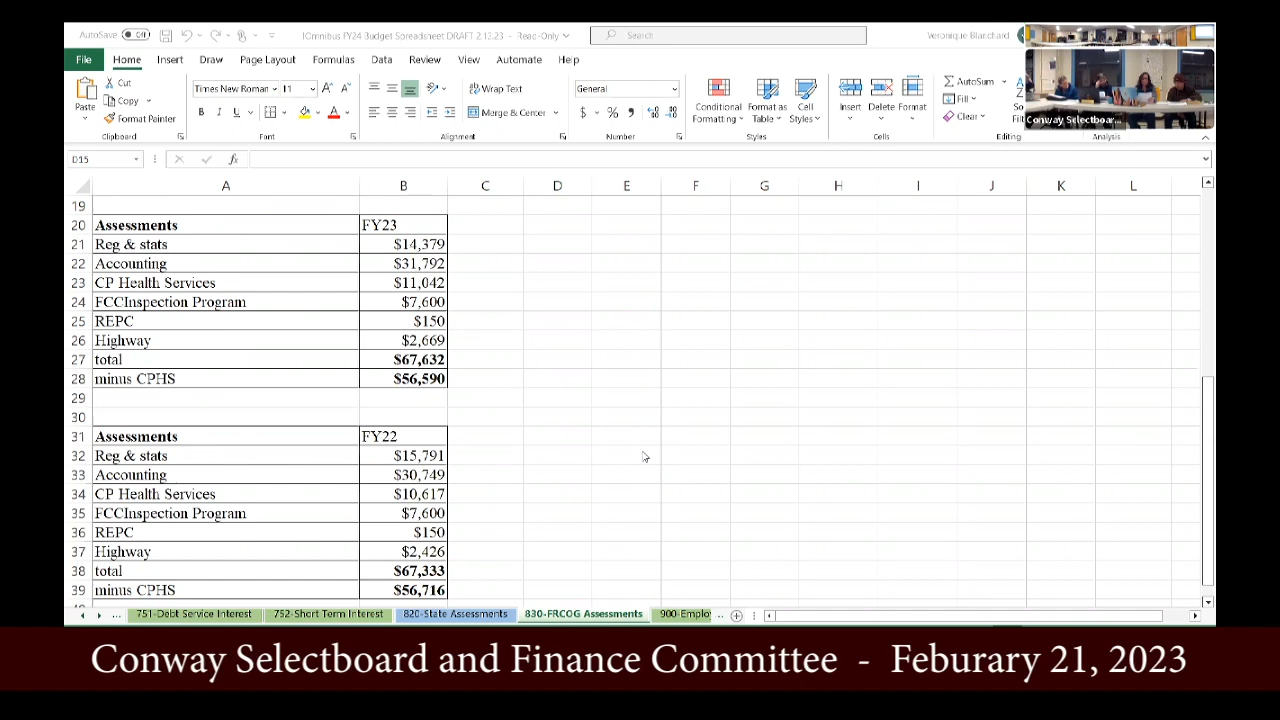 AutoSave Off
Omnibus FY24 Budget Spreadsheet DRAFT 2.13.23 - Read-Only
Search
Veronique Blanchard
File Home Insert Draw Page Layout Formulas Data Review View Automate Help
Paste
Cut
Copy
Format Painter
Clipboard
Times New Roman 11
B I U
Font
Wrap Text
Merge & Center
Alignment
General
$ % 9
Number
Conditional Formatting
Format as Table
Cell Styles
Styles
Insert Delete Format
Cells
AutoSum
Fill
Clear
Editing
Analysis
Conway Selectboar...
D15
fx
A B C D E F G H I J K L
19
20 Assessments FY23
21 Reg & stats $14,379
22 Accounting $31,792
23 CP Health Services $11,042
24 FCCInspection Program $7,600
25 REPC $150
26 Highway $2,669
27 total $67,632
28 minus CPHS $56,590
29
30
31 Assessments FY22
32 Reg & stats $15,791
33 Accounting $30,749
34 CP Health Services $10,617
35 FCCInspection Program $7,600
36 REPC $150
37 Highway $2,426
38 total $67,333
39 minus CPHS $56,716
... 751-Debt Service Interest 752-Short Term Interest 820-State Assessments 830-FRCOG Assessments 900-Employ ...
Conway Selectboard and Finance Committee - Feburary 21, 2023